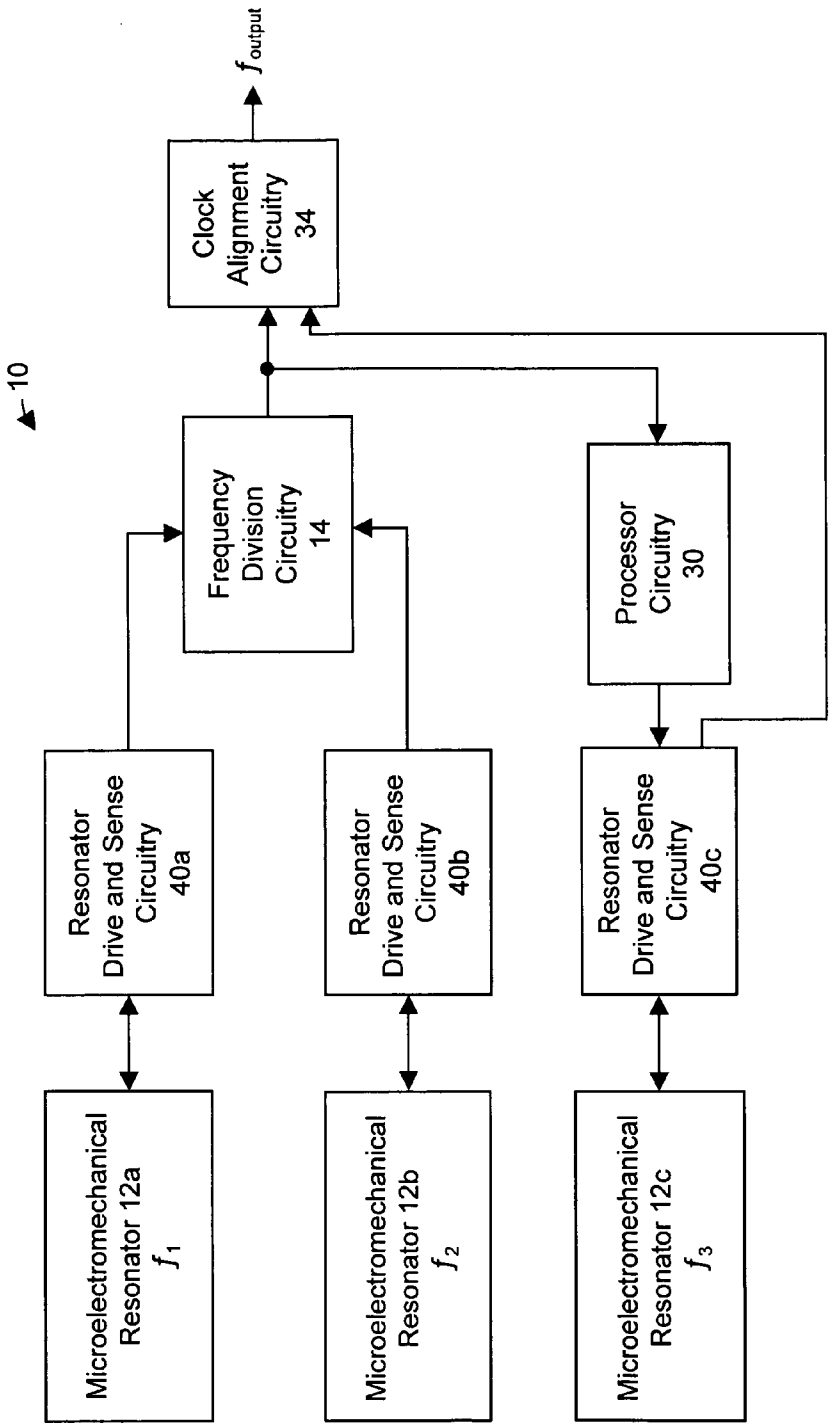 10
Microelectromechanical
Resonator 12a
f1
Resonator
Drive and Sense
Circuitry
40a
Microelectromechanical
Resonator 12b
f2
Resonator
Drive and Sense
Circuitry
40b
Microelectromechanical
Resonator 12c
f3
Resonator
Drive and Sense
Circuitry
40c
Frequency
Division
Circuitry
14
Processor
Circuitry
30
Clock
Alignment
Circuitry
34
foutput